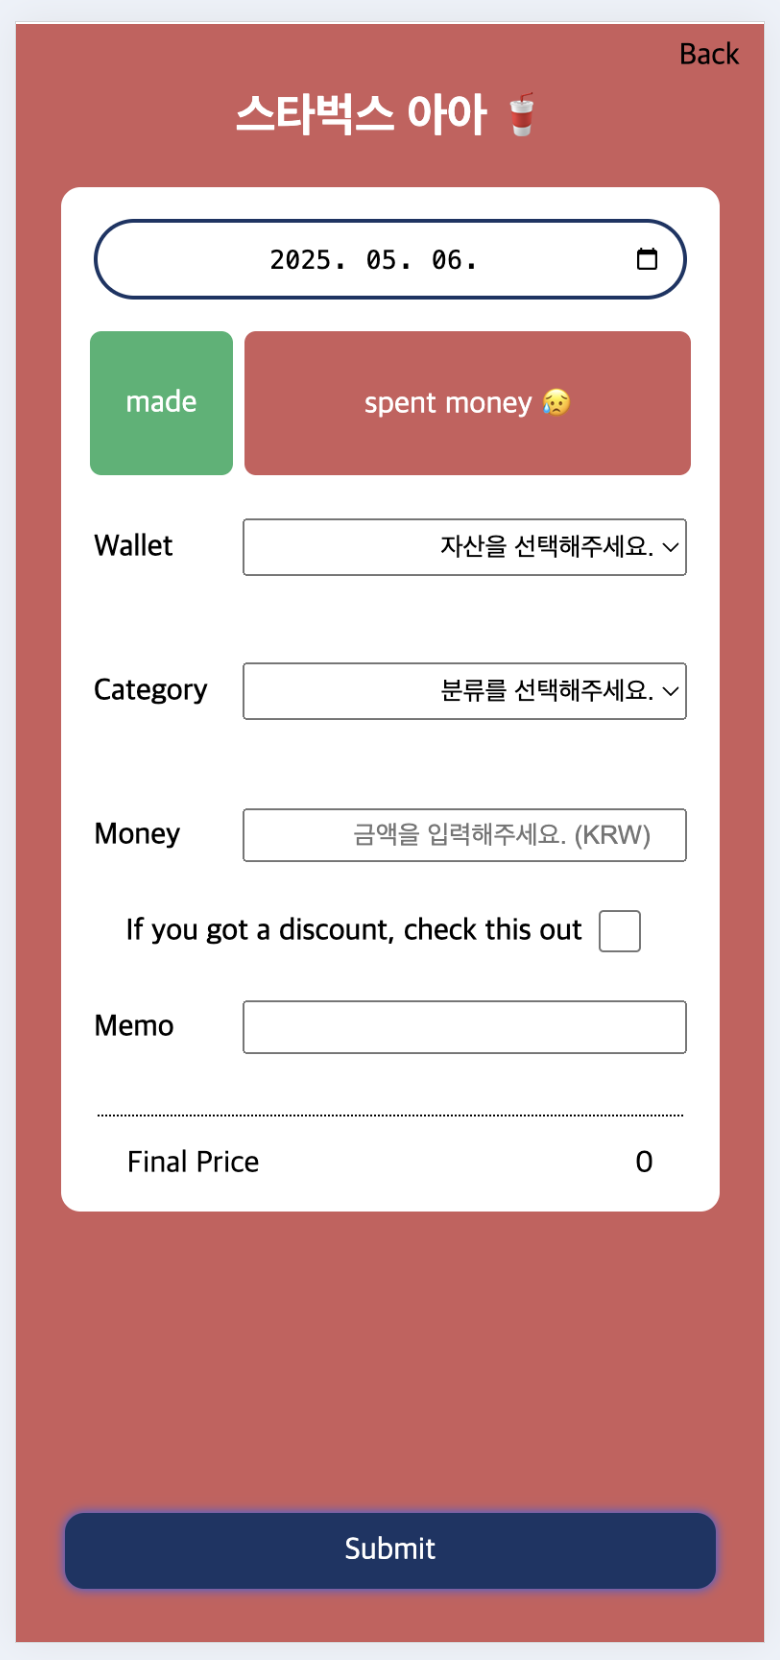 Back
스타벅스 아아 🥤
2025. 05. 06.
made
spent money 😥
Wallet 자산을 선택해주세요.
Category 분류를 선택해주세요.
Money 금액을 입력해주세요. (KRW)
If you got a discount, check this out
Memo
Final Price 0
Submit